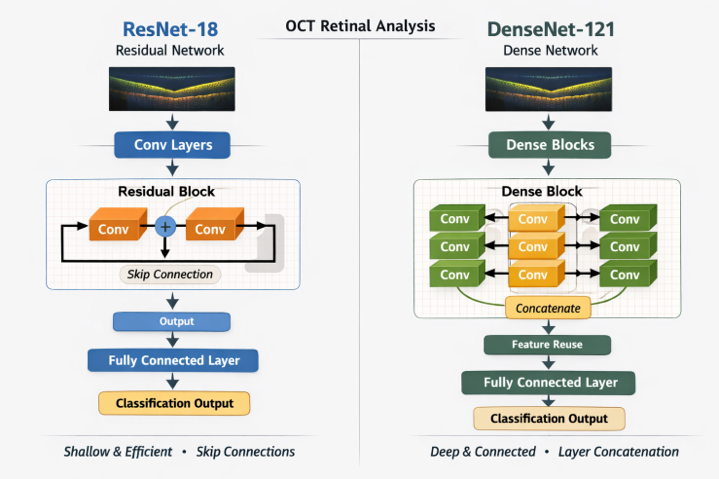 OCT Retinal Analysis
ResNet-18
Residual Network
Conv Layers
Residual Block
Conv
+
Conv
Skip Connection
Output
Fully Connected Layer
Classification Output
Shallow & Efficient • Skip Connections
DenseNet-121
Dense Network
Dense Blocks
Dense Block
Conv Conv Conv
Conv Conv Conv
Conv Conv Conv
Concatenate
Feature Reuse
Fully Connected Layer
Classification Output
Deep & Connected • Layer Concatenation